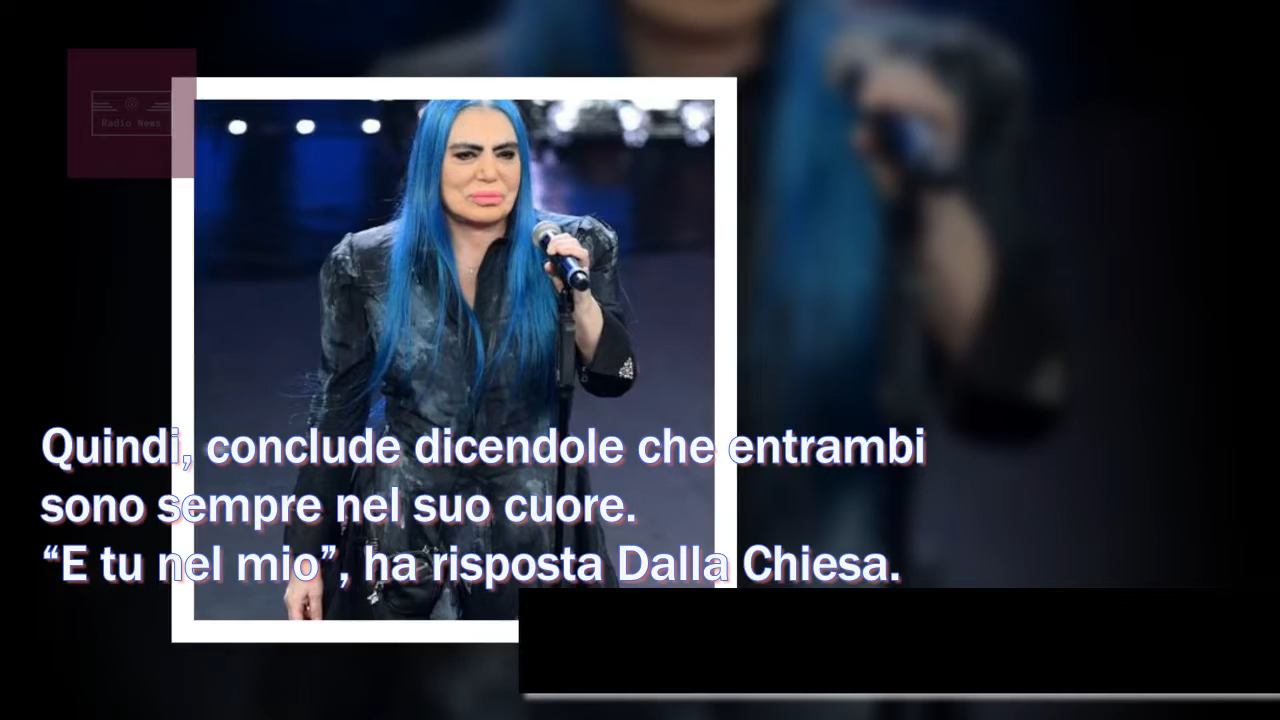 Radio News
Quindi, conclude dicendole che entrambi
sono sempre nel suo cuore.
“E tu nel mio”, ha risposta Dalla Chiesa.